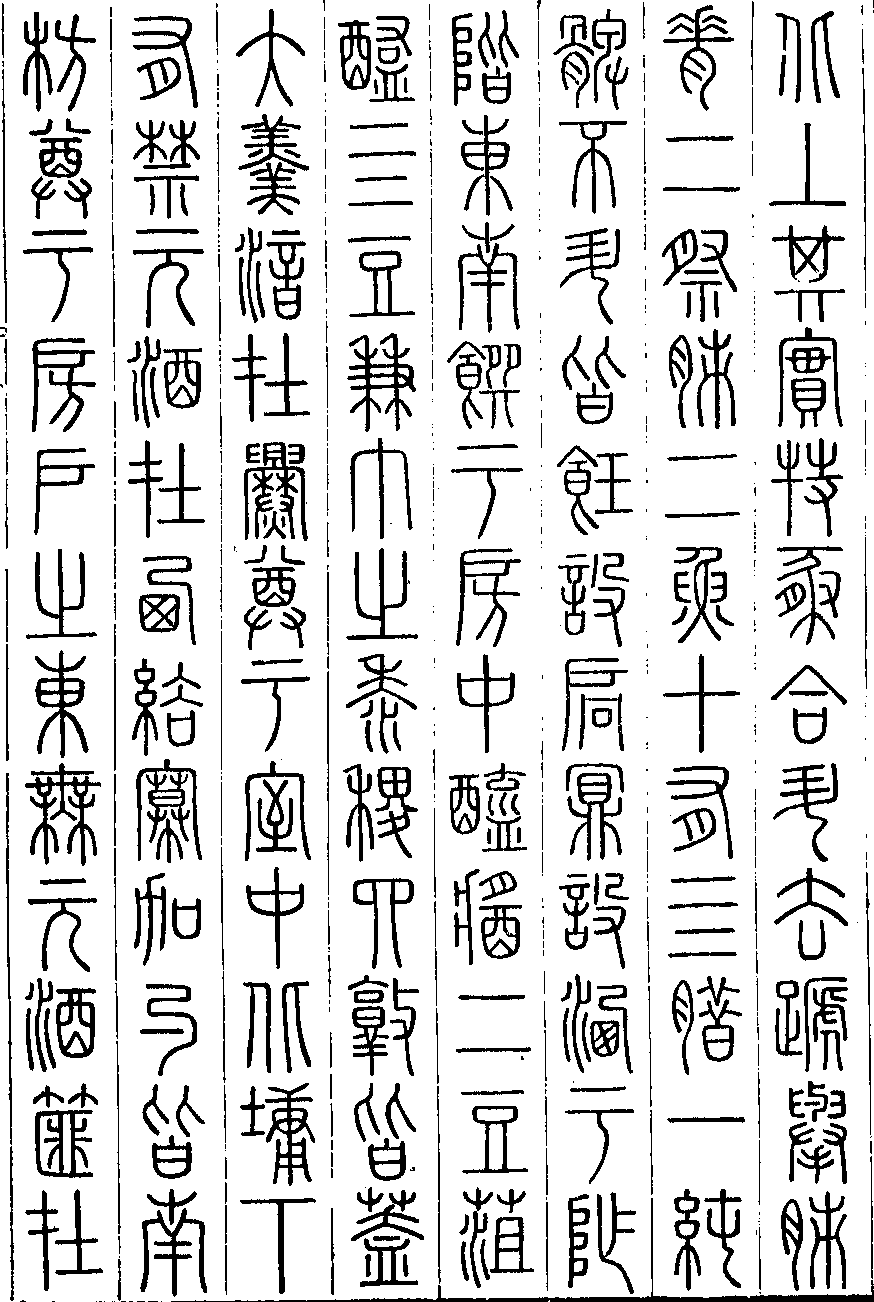 北上其實特豚合升去蹄舉肺
脊二祭肺二魚十有四腊一純
髀不升皆飪設扃鼏設洗于阼
階東南饌于房中醯醬二豆菹
醢四豆兼巾之黍稷四敦皆蓋
大羹湆在爨尊于室中北墉下
有禁元酒在西綌冪加勺皆南
枋尊于房戶之東無元酒篚在